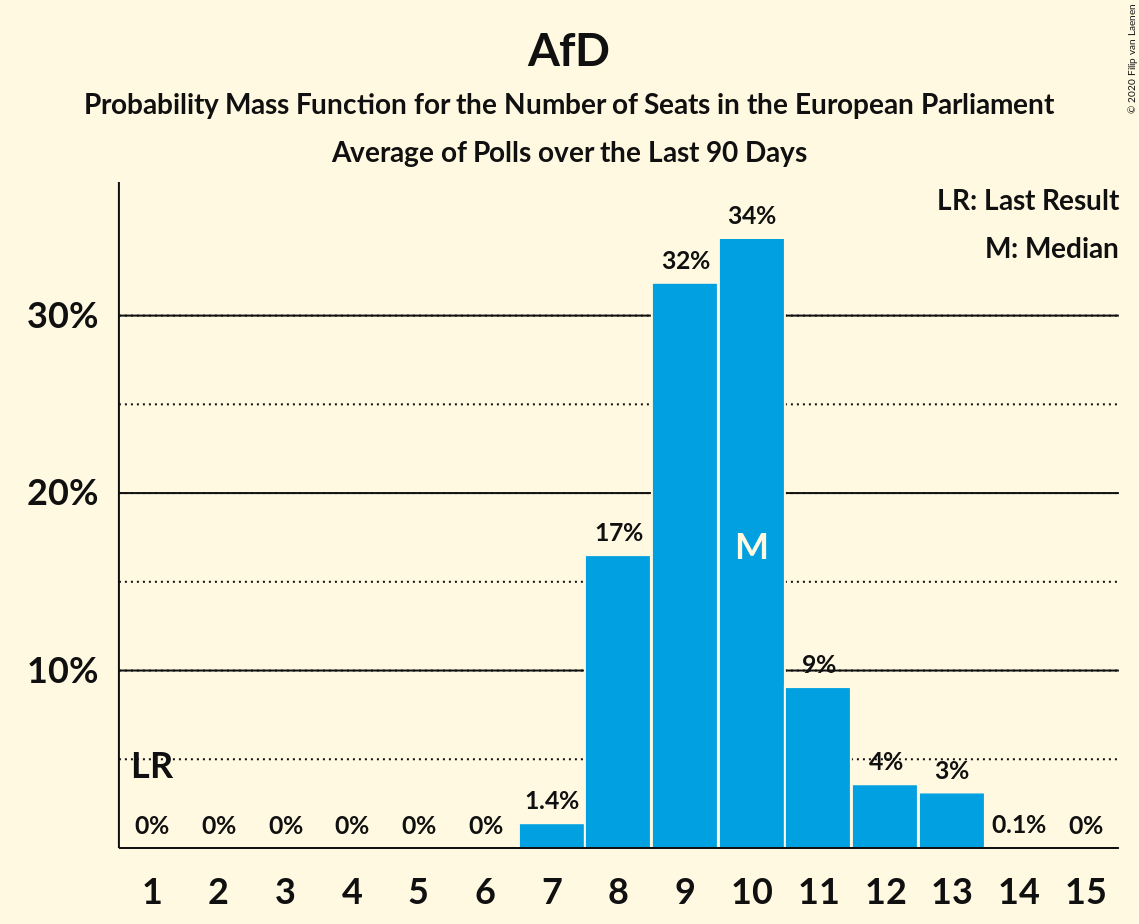 AfD
Probability Mass Function for the Number of Seats in the European Parliament
Average of Polls over the Last 90 Days
© 2020 Filip van Laenen
LR: Last Result
M: Median
34%
32%
30%
20%
17%
M
10%
9%
LR
4%
3%
1.4%
0% 0% 0% 0% 0% 0% 0.1% 0%
1 2 3 4 5 6 7 8 9 10 11 12 13 14 15